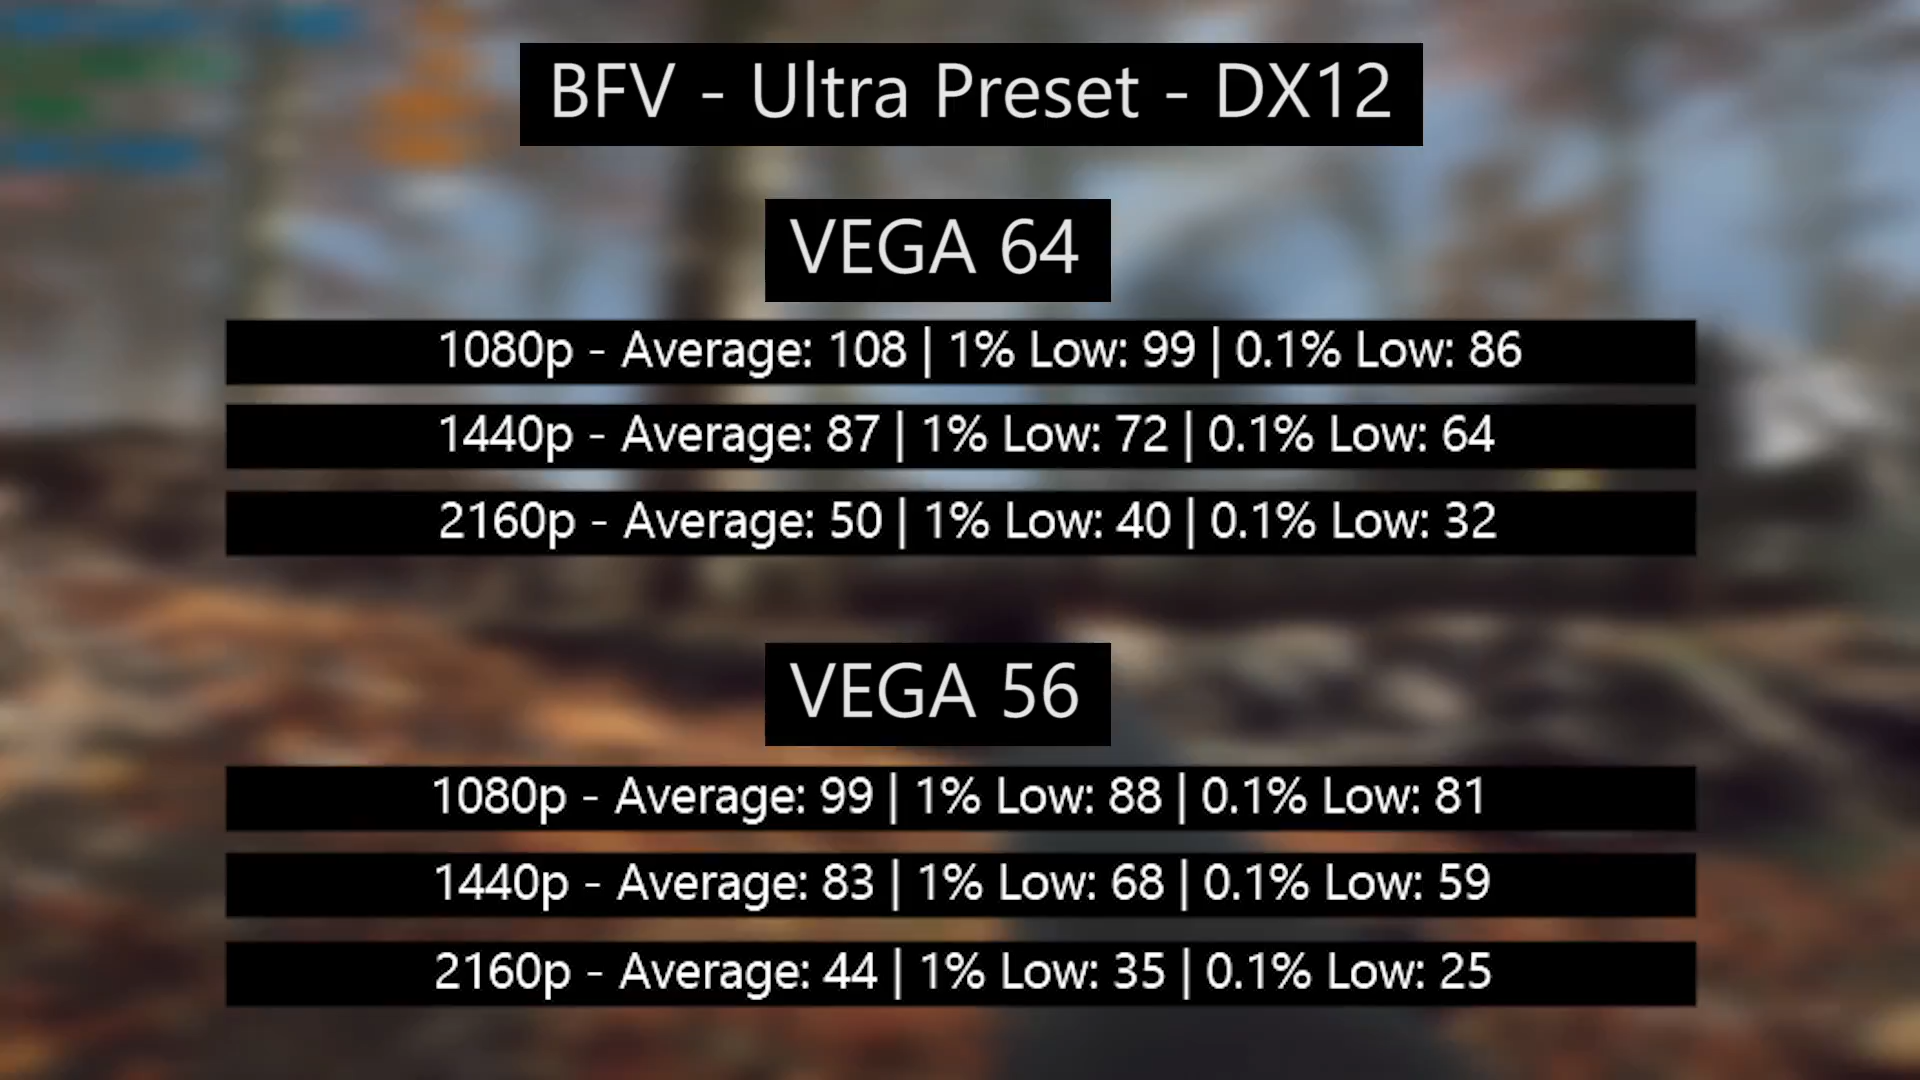 BFV - Ultra Preset - DX12
VEGA 64
1080p - Average: 108 | 1% Low: 99 | 0.1% Low: 86
1440p - Average: 87 | 1% Low: 72 | 0.1% Low: 64
2160p - Average: 50 | 1% Low: 40 | 0.1% Low: 32
VEGA 56
1080p - Average: 99 | 1% Low: 88 | 0.1% Low: 81
1440p - Average: 83 | 1% Low: 68 | 0.1% Low: 59
2160p - Average: 44 | 1% Low: 35 | 0.1% Low: 25